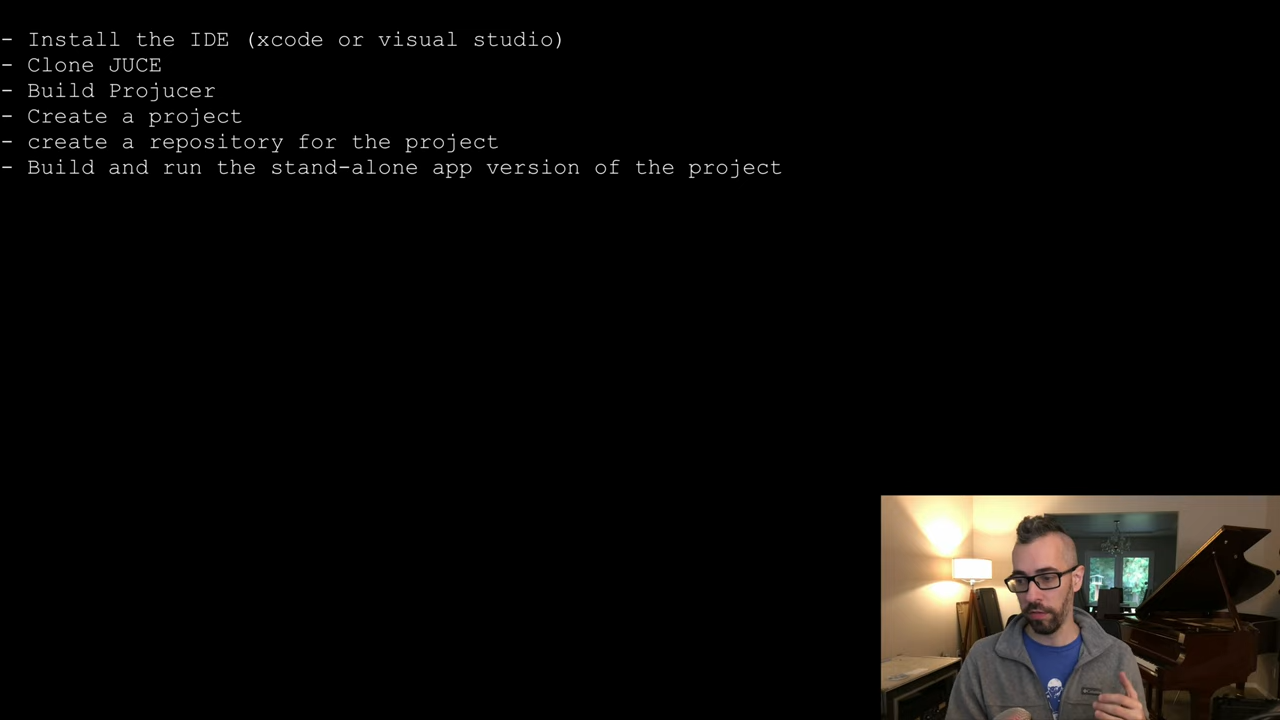 - Install the IDE (xcode or visual studio)
- Clone JUCE
- Build Projucer
- Create a project
- create a repository for the project
- Build and run the stand-alone app version of the project